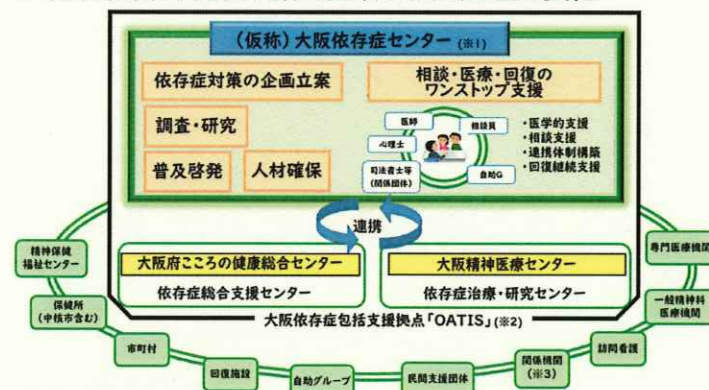 (仮称)大阪依存症センター(※1)
依存症対策の企画立案
調査・研究
普及啓発
人材確保
相談・医療・回復の
ワンストップ支援
医師
相談員
心理士
司法書士等
(関係団体)
自助G
・医学的支援
・相談支援
・連携体制構築
・回復継続支援
連携
大阪府こころの健康総合センター
依存症総合支援センター
大阪精神医療センター
依存症治療・研究センター
大阪依存症包括支援拠点「OATIS」(※2)
精神保健
福祉センター
保健所
(中核市含む)
市町村
回復施設
自助グループ
民間支援団体
関係機関
(※3)
訪問看護
一般精神科
医療機関
専門医療機関